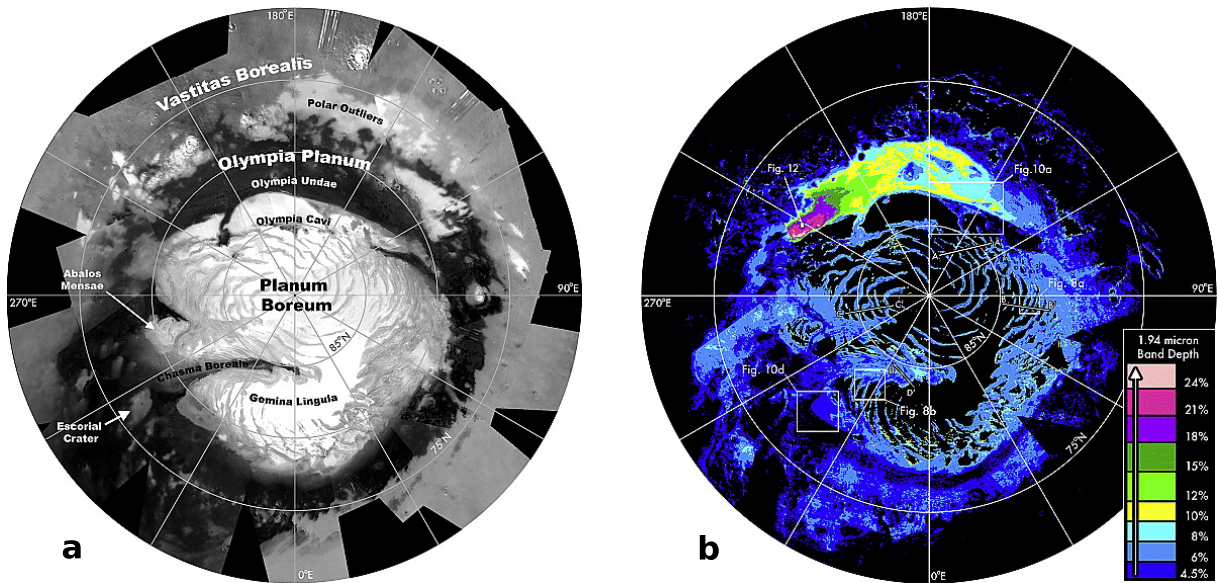 180°E
Vastitas Borealis
Polar Outliers
Olympia Planum
Olympia Undae
Olympia Cavi
Abalos
Mensae
Planum
Boreum
270°E
90°E
85°N
Chasma Boreale
Gemina Lingula
Escorial
Crater
75°N
0°E
a
180°E
Fig. 12
Fig.10a
A
Fig. 8a
270°E
90°E
C
B
B'
85°N
Fig. 10d
D
Fig. 8b
75°N
0°E
b
1.94 micron
Band Depth
24%
21%
18%
15%
12%
10%
8%
6%
4.5%